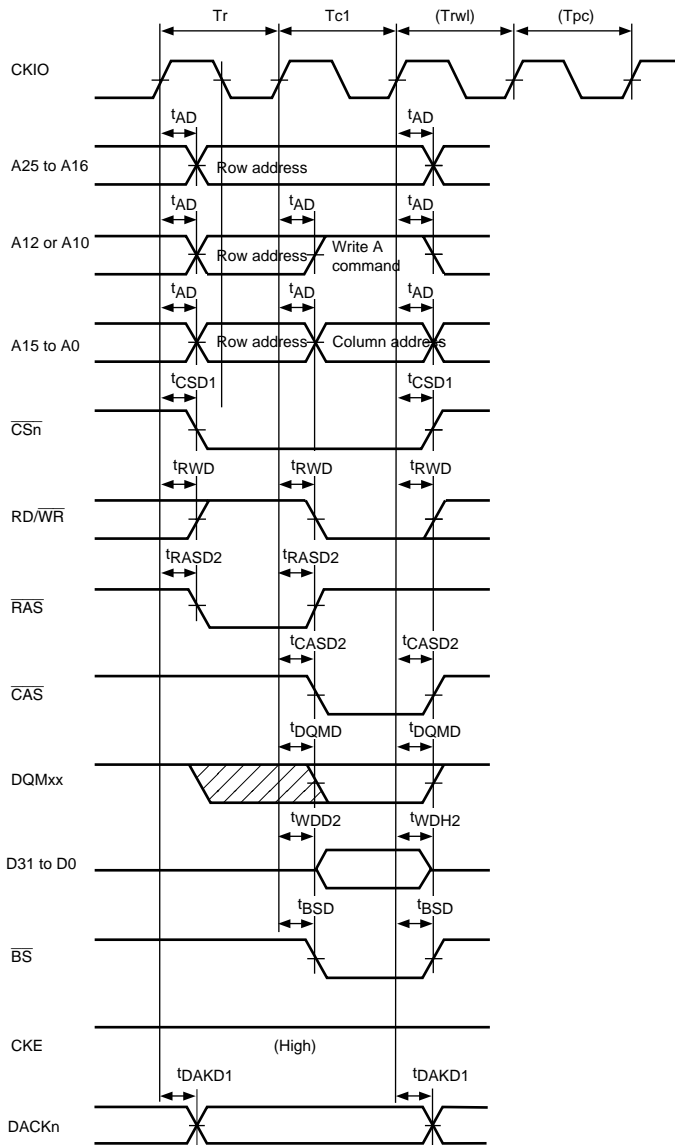 Tr Tc1 (Trwl) (Tpc)
CKIO
tAD tAD
A25 to A16 Row address
tAD tAD tAD
A12 or A10 Row address Write A command
tAD tAD tAD
A15 to A0 Row address Column address
tCSD1 tCSD1
CSn
tRWD tRWD tRWD
RD/WR
tRASD2 tRASD2
RAS
tCASD2 tCASD2
CAS
tDQMD tDQMD
DQMxx
tWDD2 tWDH2
D31 to D0
tBSD tBSD
BS
CKE (High)
tDAKD1 tDAKD1
DACKn